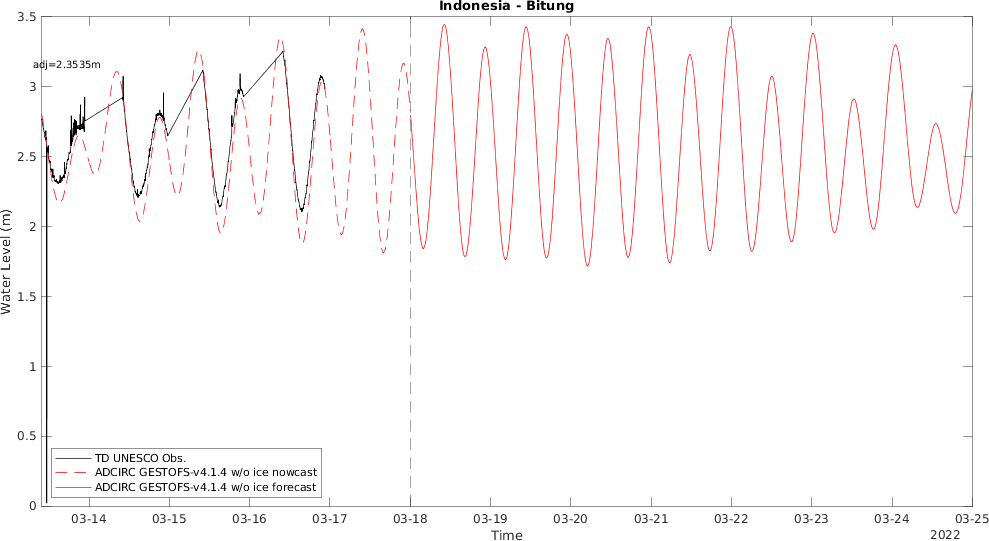 Indonesia - Bitung
3.5
3
2.5
2
1.5
1
0.5
0
adj=2.3535m
Water Level (m)
TD UNESCO Obs.
ADCIRC GESTOFS-v4.1.4 w/o ice nowcast
ADCIRC GESTOFS-v4.1.4 w/o ice forecast
03-14 03-15 03-16 03-17 03-18 03-19 03-20 03-21 03-22 03-23 03-24 03-25
Time
2022